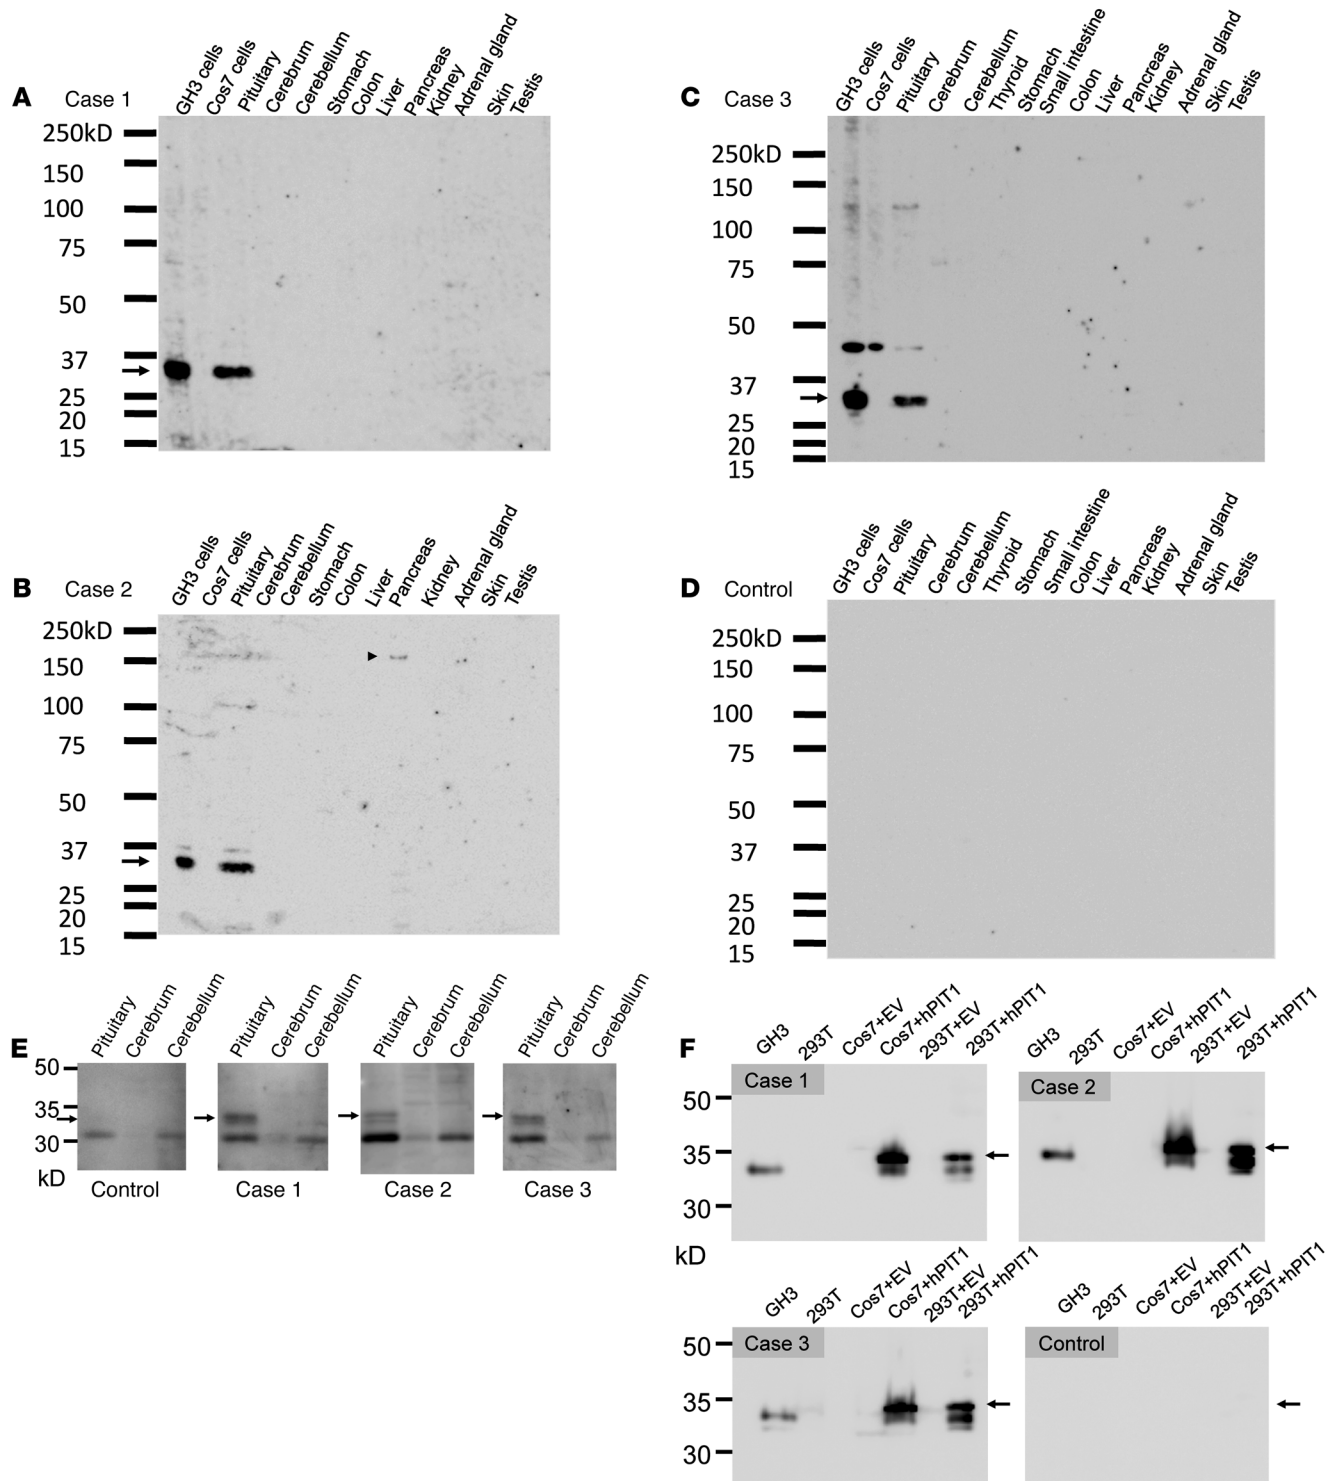 A Case 1
GH3 cells
Cos7 cells
Pituitary
Cerebrum
Cerebellum
Stomach
Colon
Liver
Pancreas
Kidney
Adrenal gland
Skin
Testis
250kD
150
100
75
50
37
25
20
15
C Case 3
GH3 cells
Cos7 cells
Pituitary
Cerebrum
Cerebellum
Thyroid
Stomach
Small intestine
Colon
Liver
Pancreas
Kidney
Adrenal gland
Skin
Testis
250kD
150
100
75
50
37
25
20
15
B Case 2
GH3 cells
Cos7 cells
Pituitary
Cerebrum
Cerebellum
Stomach
Colon
Liver
Pancreas
Kidney
Adrenal gland
Skin
Testis
250kD
150
100
75
50
37
25
20
15
D Control
GH3 cells
Cos7 cells
Pituitary
Cerebrum
Cerebellum
Thyroid
Stomach
Small intestine
Colon
Liver
Pancreas
Kidney
Adrenal gland
Skin
Testis
250kD
150
100
75
50
37
25
20
15
E
Pituitary
Cerebrum
Cerebellum
Pituitary
Cerebrum
Cerebellum
Pituitary
Cerebrum
Cerebellum
Pituitary
Cerebrum
Cerebellum
50
35
30
kD
Control
Case 1
Case 2
Case 3
F
GH3
293T
Cos7+EV
Cos7+hPIT1
293T+EV
293T+hPIT1
Case 1
50
35
30
kD
GH3
293T
Cos7+EV
Cos7+hPIT1
293T+EV
293T+hPIT1
Case 2
GH3
293T
Cos7+EV
Cos7+hPIT1
293T+EV
293T+hPIT1
Case 3
50
35
30
GH3
293T
Cos7+EV
Cos7+hPIT1
293T+EV
293T+hPIT1
Control